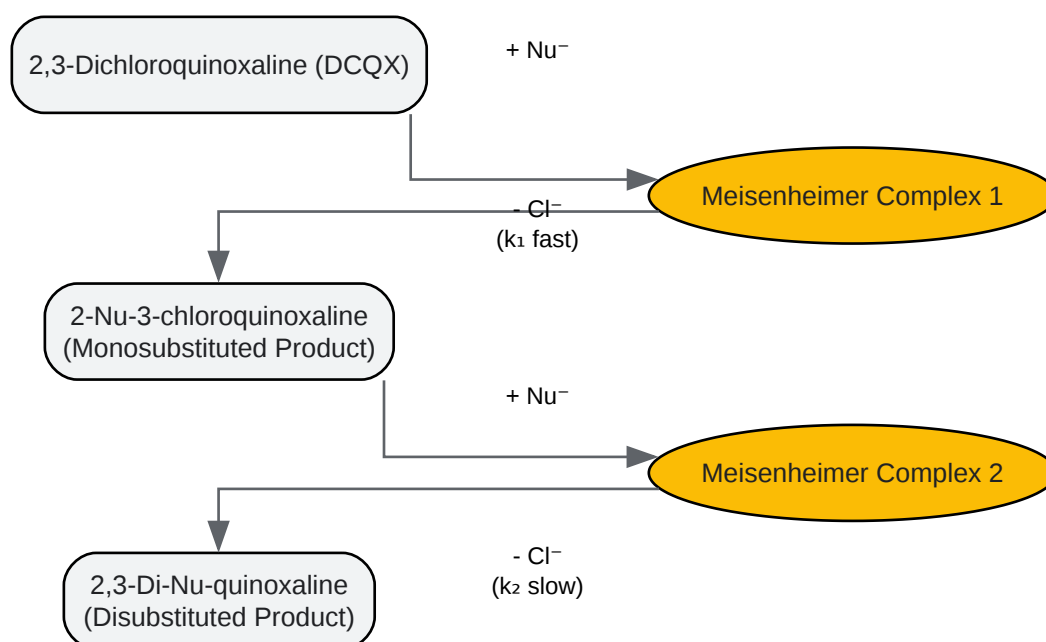 2,3-Dichloroquinoxaline (DCQX)
+ Nu⁻
Meisenheimer Complex 1
- Cl⁻
(k₁ fast)
2-Nu-3-chloroquinoxaline
(Monosubstituted Product)
+ Nu⁻
Meisenheimer Complex 2
- Cl⁻
(k₂ slow)
2,3-Di-Nu-quinoxaline
(Disubstituted Product)